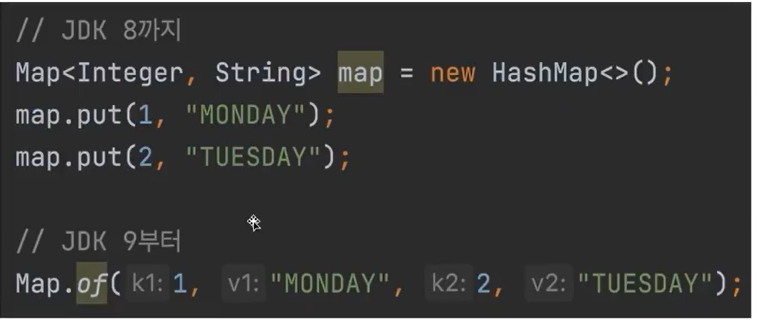 // JDK 8까지
Map<Integer, String> map = new HashMap<>();
map.put(1, "MONDAY");
map.put(2, "TUESDAY");
// JDK 9부터
Map.of( k1: 1, v1: "MONDAY", k2: 2, v2: "TUESDAY");